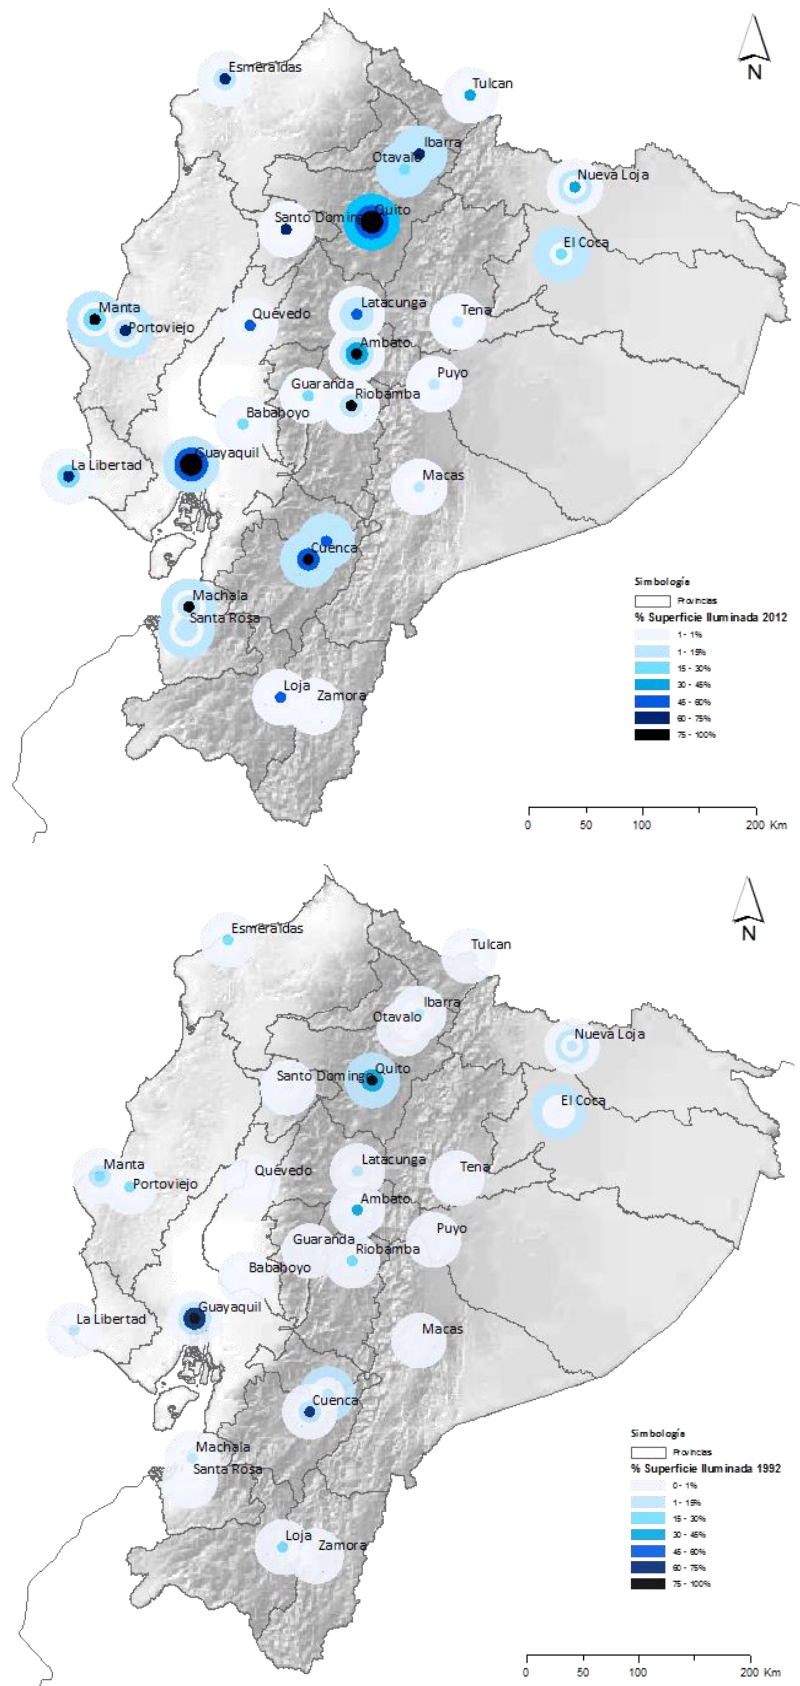 Esmeraldas
Tulcan
N
Ibarra
Otavalo
Nueva Loja
Quito
Santo Domingo
El Coca
Manta
Portoviejo
Quevedo
Latacunga
Tena
Ambato
Guaranda
Riobamba
Puyo
Babahoyo
Guayaquil
La Libertad
Macas
Cuenca
Machala
Santa Rosa
Loja
Zamora
Simbología
Provincias
% Superficie Iluminada 2012
1 - 1%
1 - 15%
15 - 30%
30 - 45%
45 - 60%
60 - 75%
75 - 100%
0 50 100 200 Km
Esmeraldas
Tulcan
N
Ibarra
Otavalo
Nueva Loja
Quito
Santo Domingo
El Coca
Manta
Portoviejo
Quevedo
Latacunga
Tena
Ambato
Guaranda
Riobamba
Puyo
Babahoyo
Guayaquil
La Libertad
Macas
Cuenca
Machala
Santa Rosa
Loja
Zamora
Simbología
Provincias
% Superficie Iluminada 1992
0 - 1%
1 - 15%
15 - 30%
30 - 45%
45 - 60%
60 - 75%
75 - 100%
0 50 100 200 Km